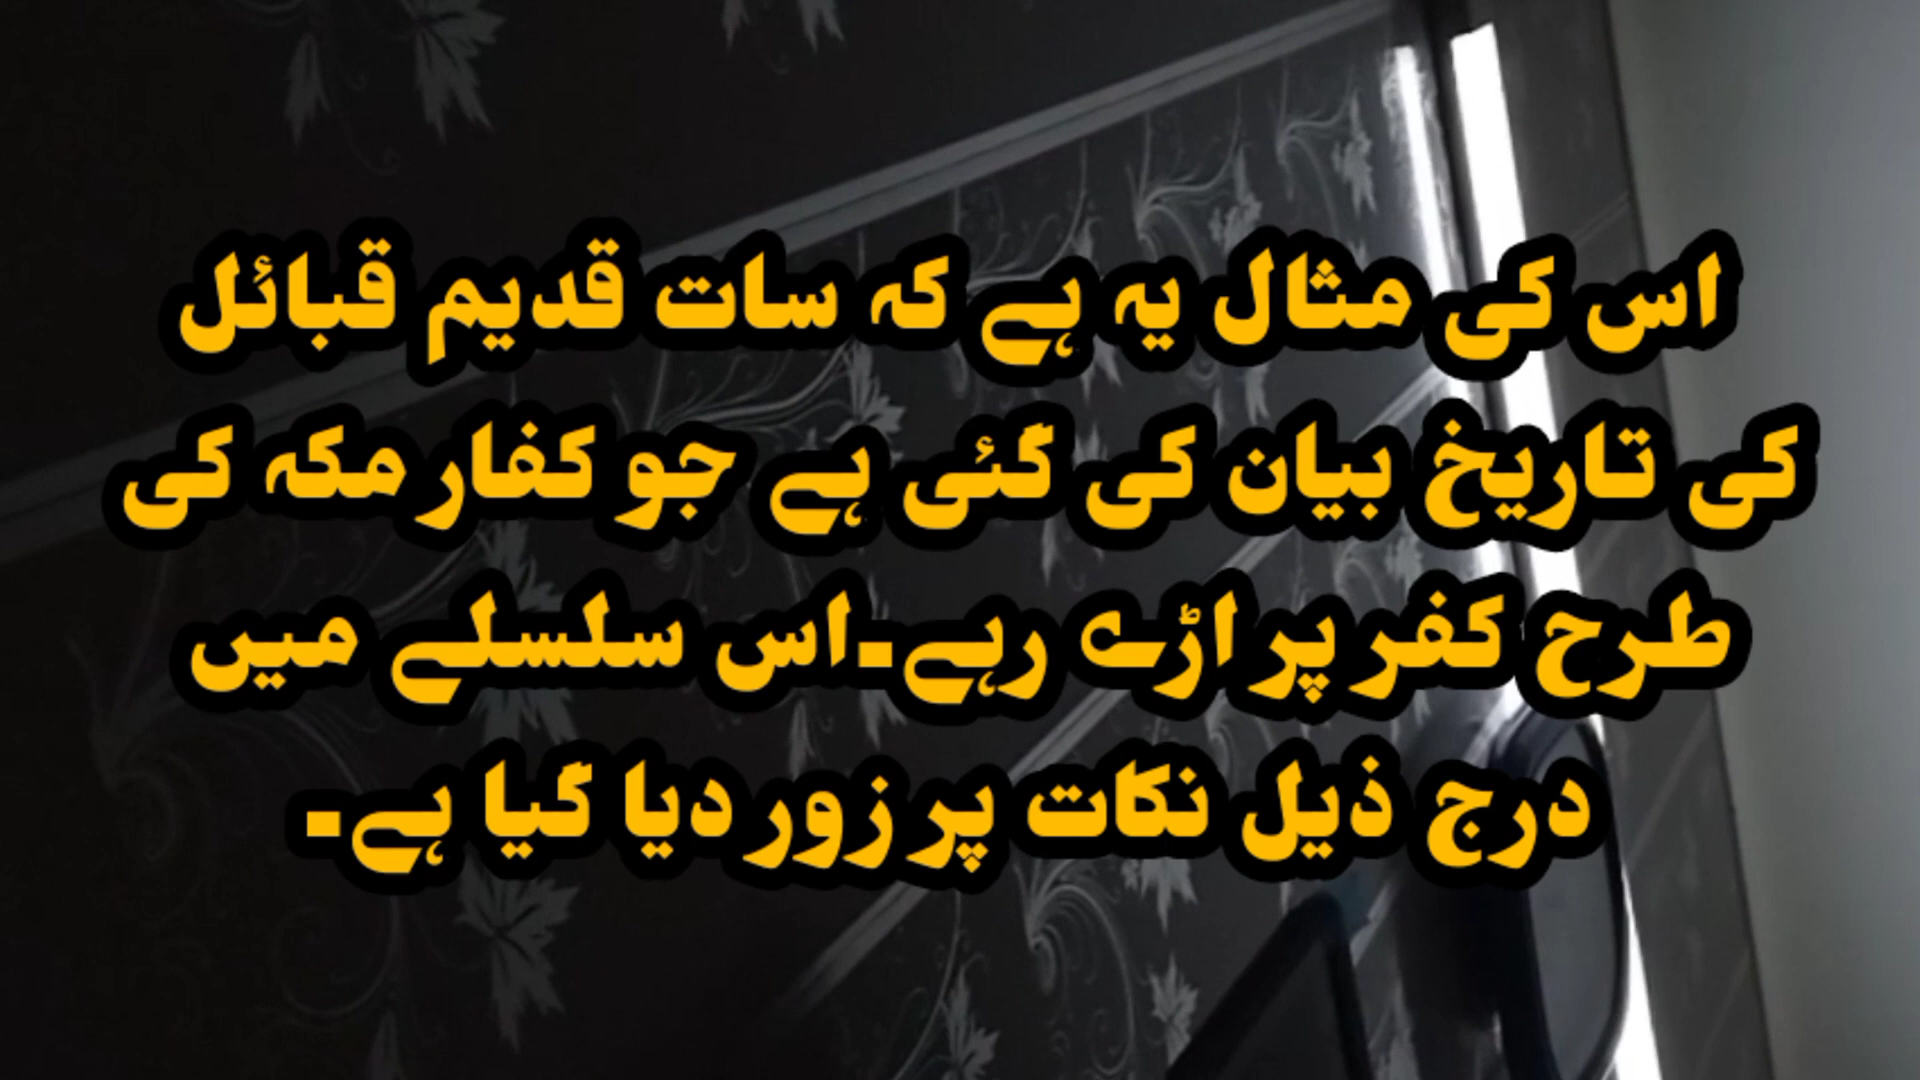 اس کی مثال یہ ہے کہ سات قدیم قبائل
کی تاریخ بیان کی گئی ہے جو کفار مکہ کی
طرح کفر پر اڑے رہے۔اس سلسلے میں
درج ذیل نکات پر زور دیا گیا ہے۔